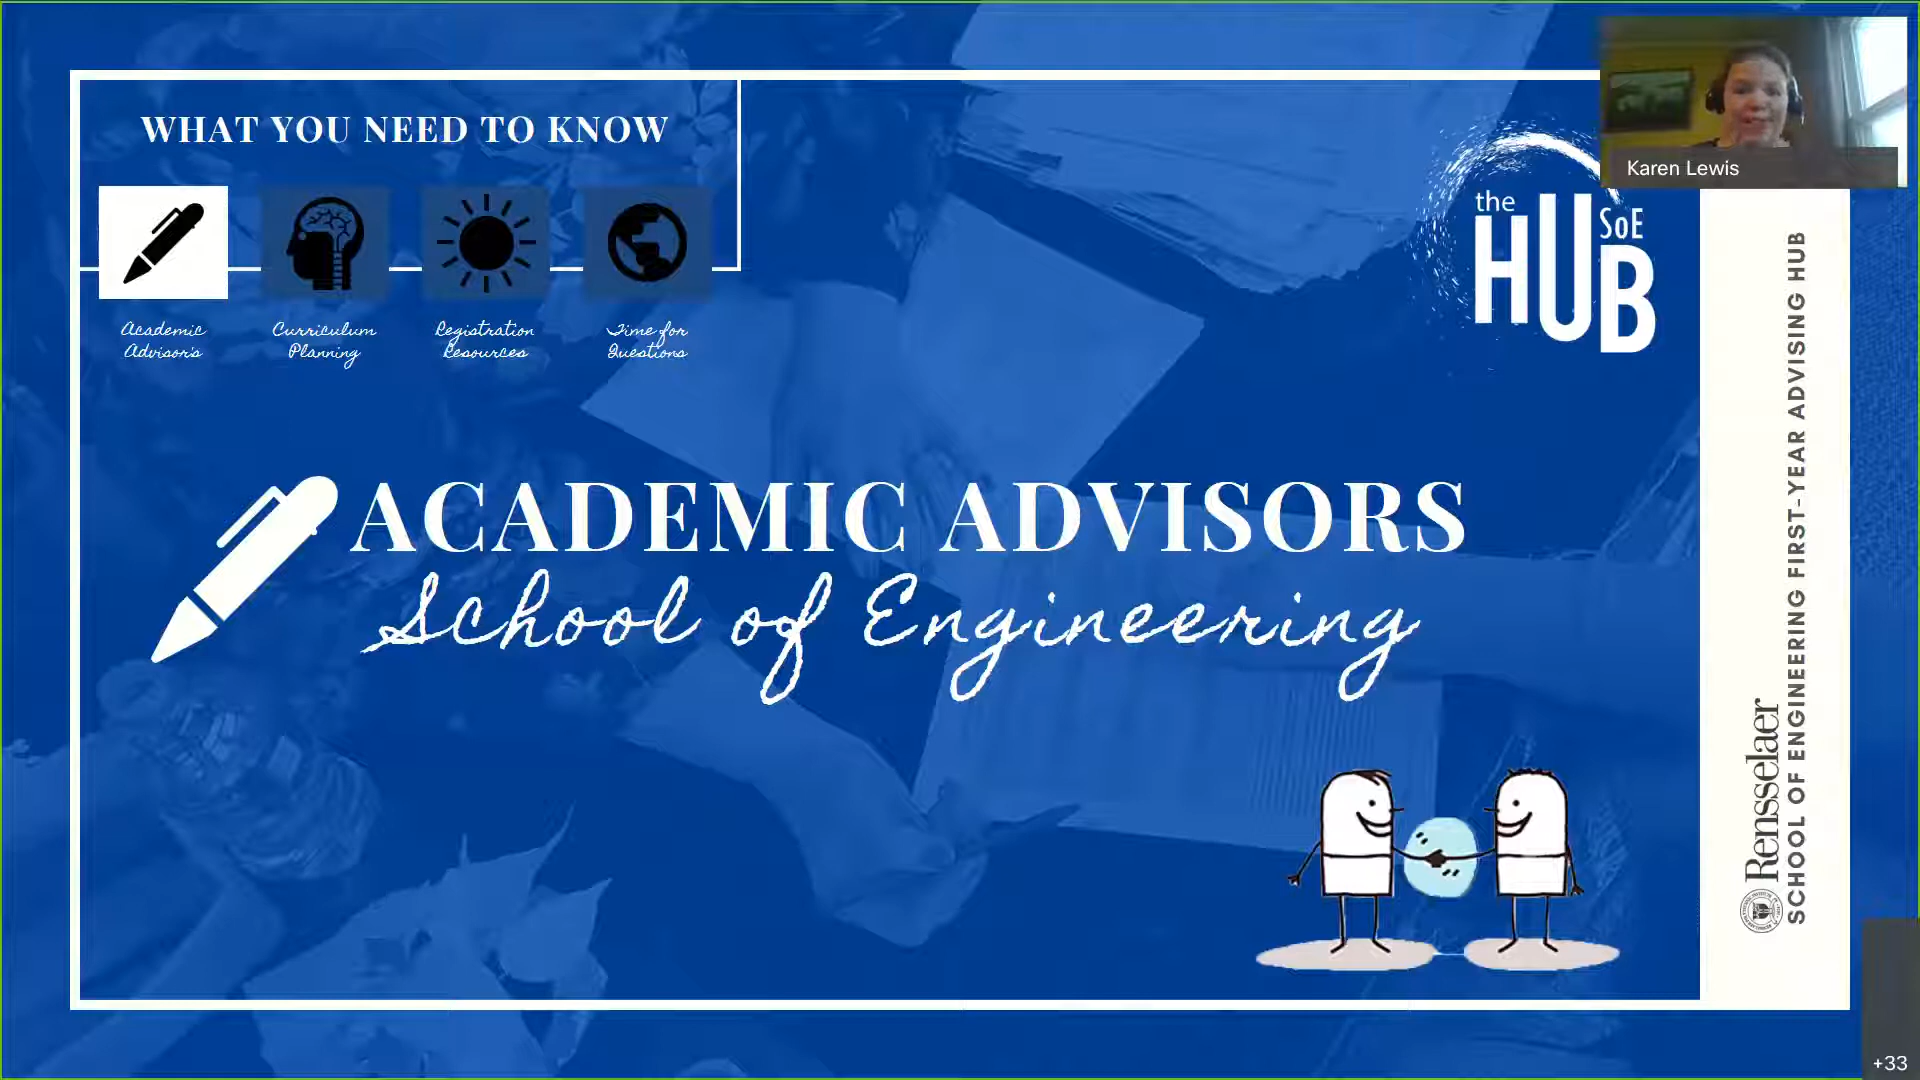 WHAT YOU NEED TO KNOW
Academic
Advisors
Curriculum
Planning
Registration
Resources
Time for
Questions
the
HUB
SoE
Karen Lewis
ACADEMIC ADVISORS
School of Engineering
Rensselaer
SCHOOL OF ENGINEERING FIRST-YEAR ADVISING HUB
+33